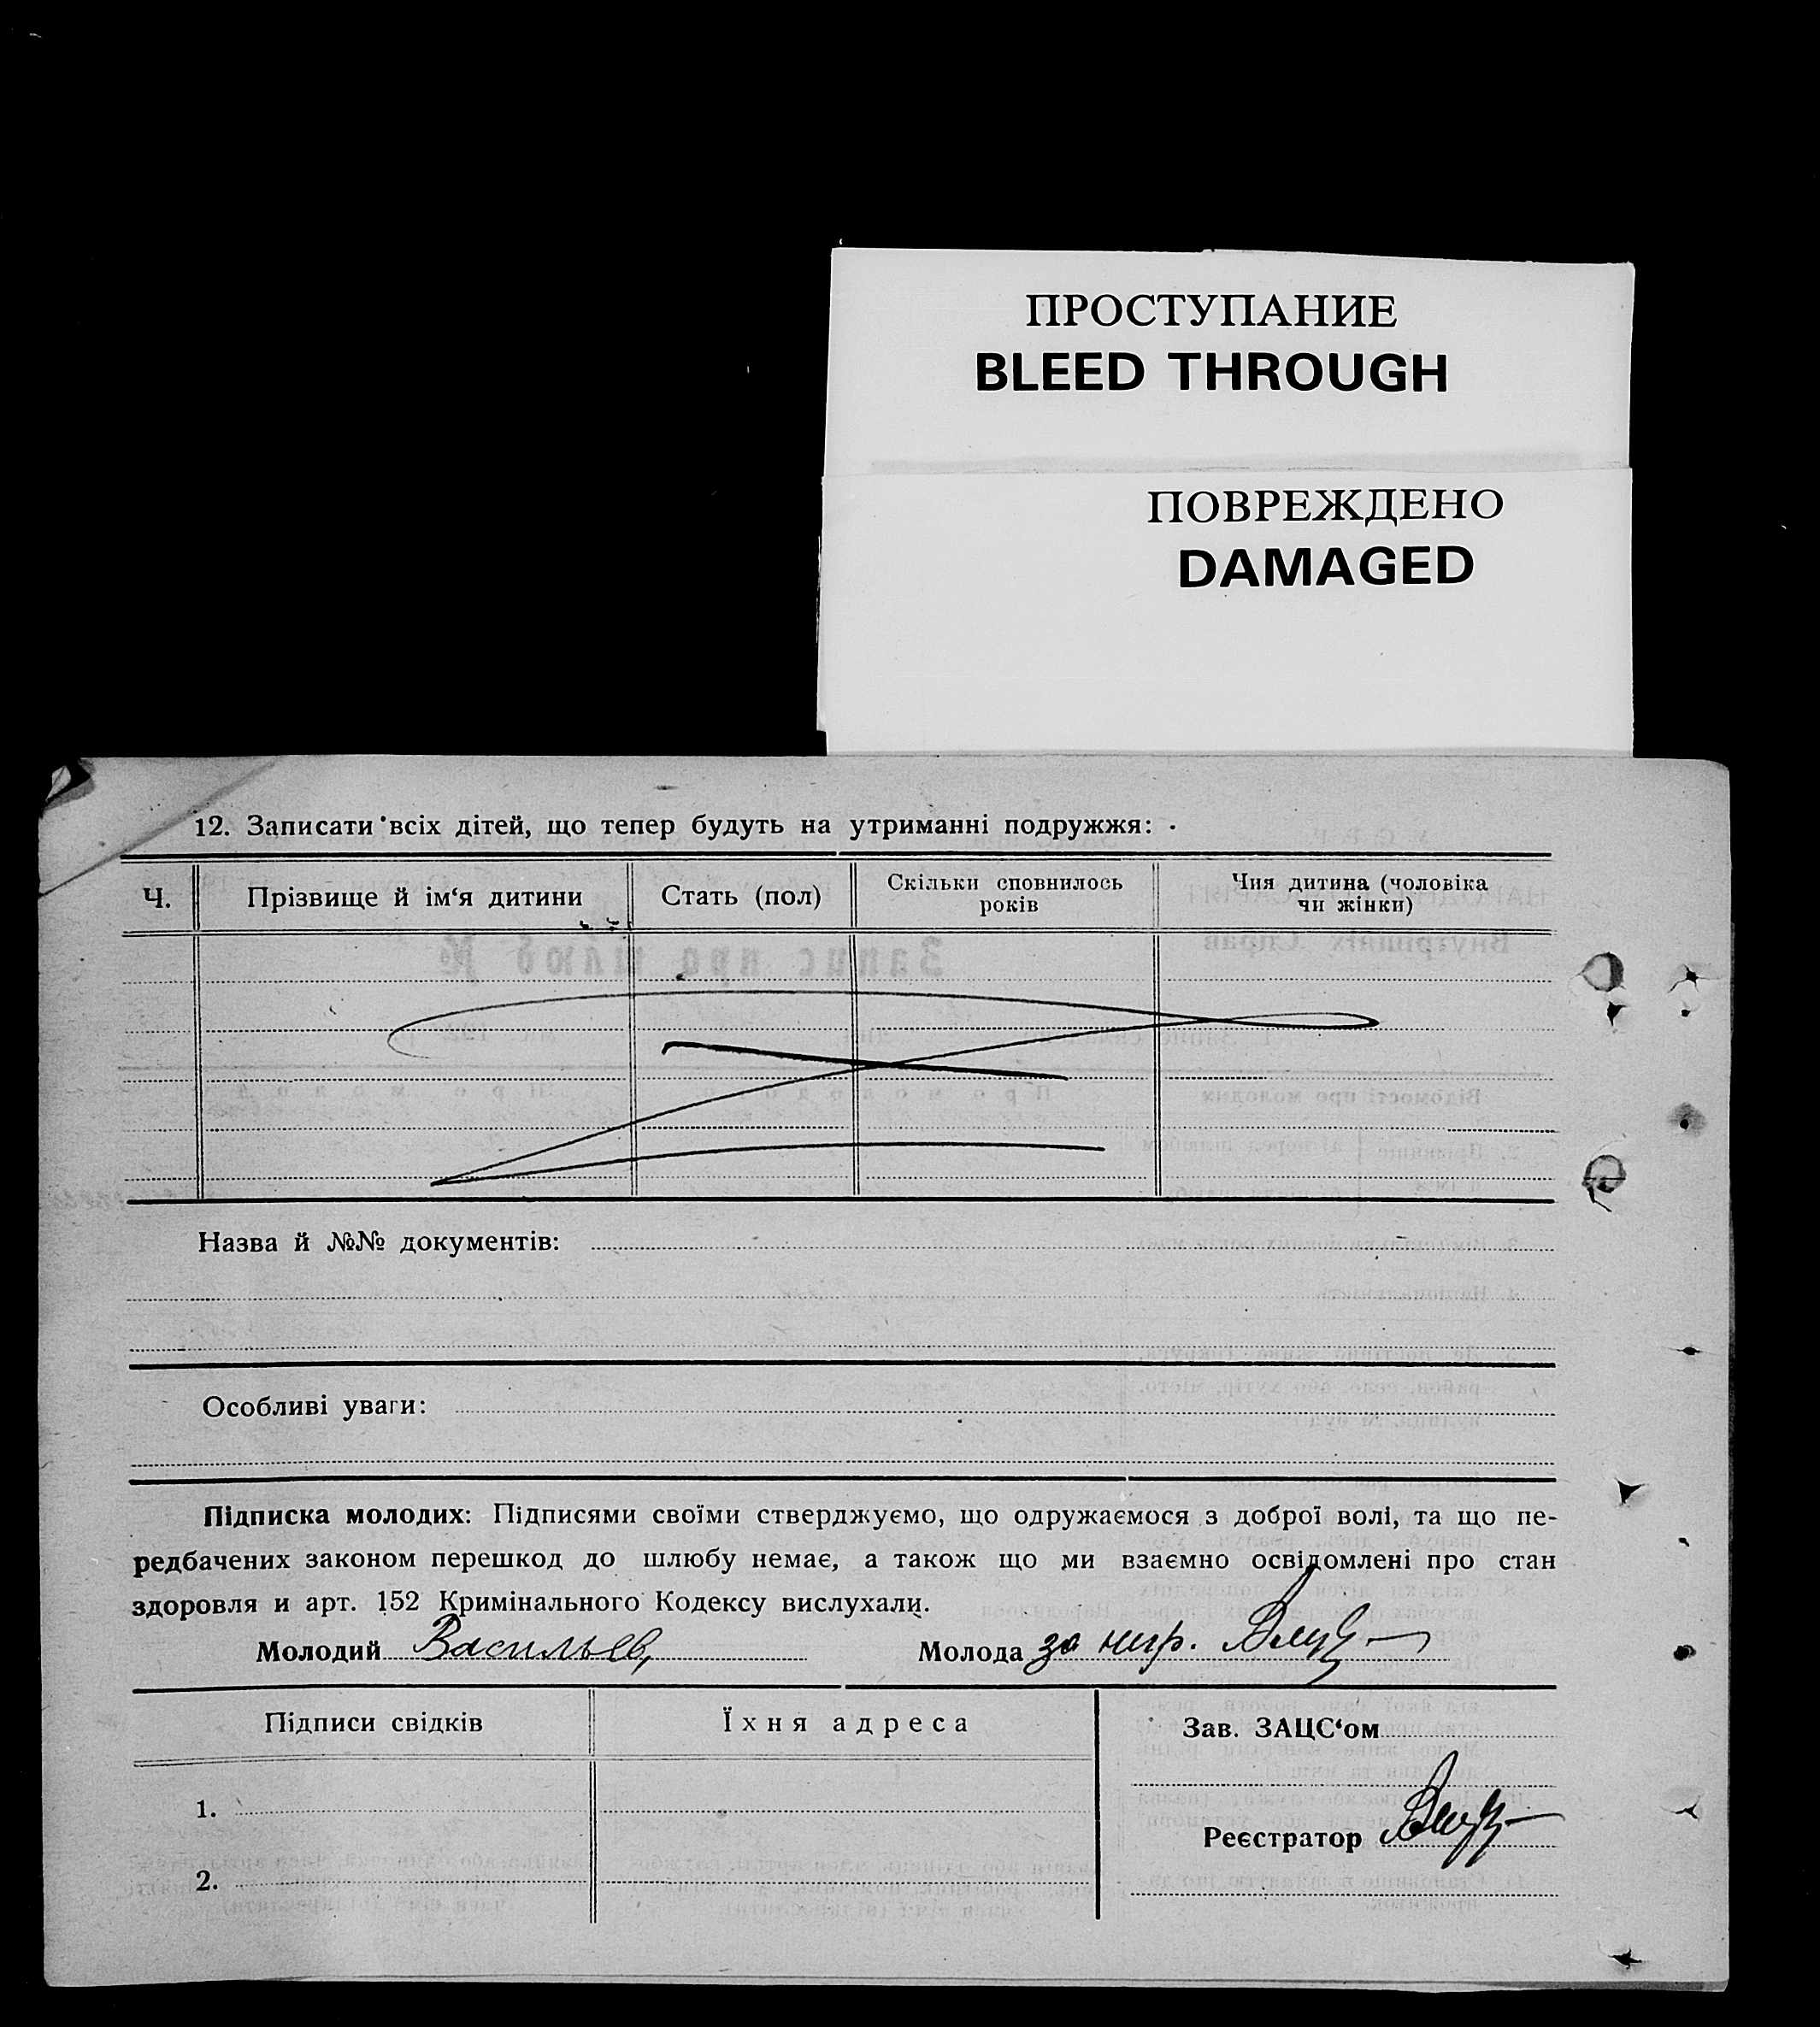 ПРОСТУПАНИЕ
BLEED THROUGH
ПОВРЕЖДЕНО
DAMAGED
12. Записати всіх дітей, що тепер будуть на утриманні подружжя:
Ч. Прізвище й ім‘я дитини Стать (пол) Скільки сповнилось років Чия дитина (чоловіка чи жінки)
Назва й №№ документів:
Особливі уваги:
Підписка молодих: Підписями своїми стверджуємо, що одружаємося з доброї волі, та що пе-
редбачених законом перешкод до шлюбу немає, а також що ми взаємно освідомлені про стан
здоровля и арт. 152 Кримінального Кодексу вислухали.
Молодий Васильев Молода за нигр.
Підписи свідків Їхня адреса Зав. ЗАЦС‘ом
1.
Реєстратор
2.